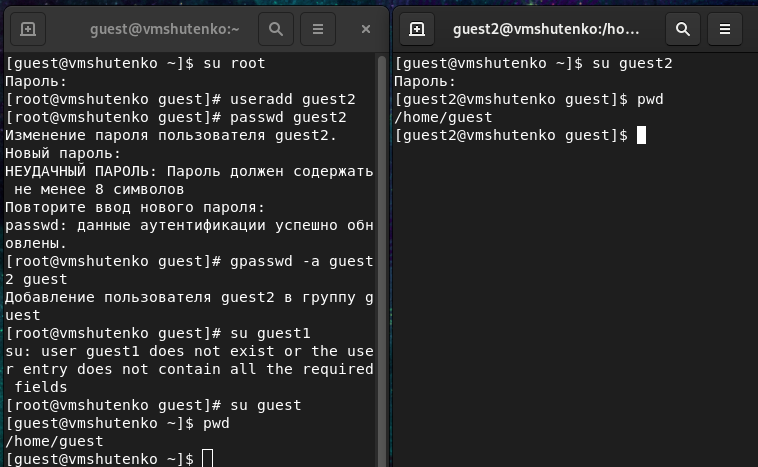 guest@vmshutenko:~
[guest@vmshutenko ~]$ su root
Пароль:
[root@vmshutenko guest]# useradd guest2
[root@vmshutenko guest]# passwd guest2
Изменение пароля пользователя guest2.
Новый пароль:
НЕУДАЧНЫЙ ПАРОЛЬ: Пароль должен содержать
 не менее 8 символов
Повторите ввод нового пароля:
passwd: данные аутентификации успешно обн
овлены.
[root@vmshutenko guest]# gpasswd -a guest
2 guest
Добавление пользователя guest2 в группу g
uest
[root@vmshutenko guest]# su guest1
su: user guest1 does not exist or the use
r entry does not contain all the required
 fields
[root@vmshutenko guest]# su guest
[guest@vmshutenko ~]$ pwd
/home/guest
[guest@vmshutenko ~]$
guest2@vmshutenko:/ho...
[guest@vmshutenko ~]$ su guest2
Пароль:
[guest2@vmshutenko guest]$ pwd
/home/guest
[guest2@vmshutenko guest]$